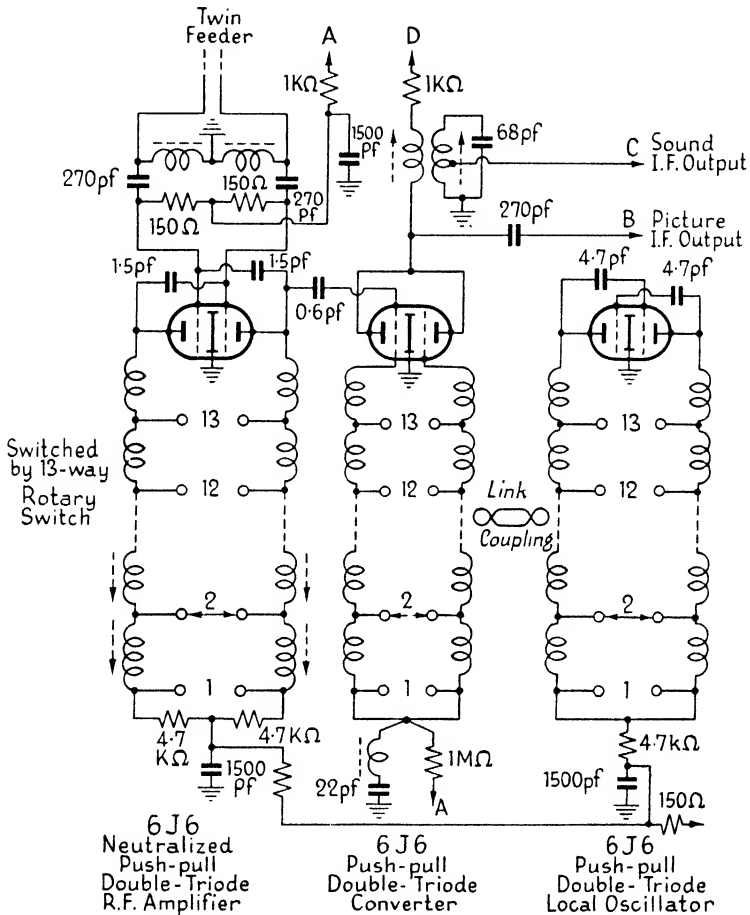 Twin
Feeder
A
D
1KΩ
1KΩ
1500
Pf
68pf
C Sound
I.F. Output
270pf
150Ω
270
Pf
150Ω
270pf
B Picture
I.F. Output
1.5pf
1.5pf
0.6pf
4.7pf
4.7pf
13
13
13
Switched
by 13-way
Rotary
Switch
12
12
12
Link
Coupling
2
2
2
1
1
1
4.7
KΩ
4.7KΩ
1500
Pf
22pf
1MΩ
A
4.7kΩ
1500pf
150Ω
6J6
Neutralized
Push-pull
Double-Triode
R.F. Amplifier
6J6
Push-pull
Double-Triode
Converter
6J6
Push-pull
Double-Triode
Local Oscillator